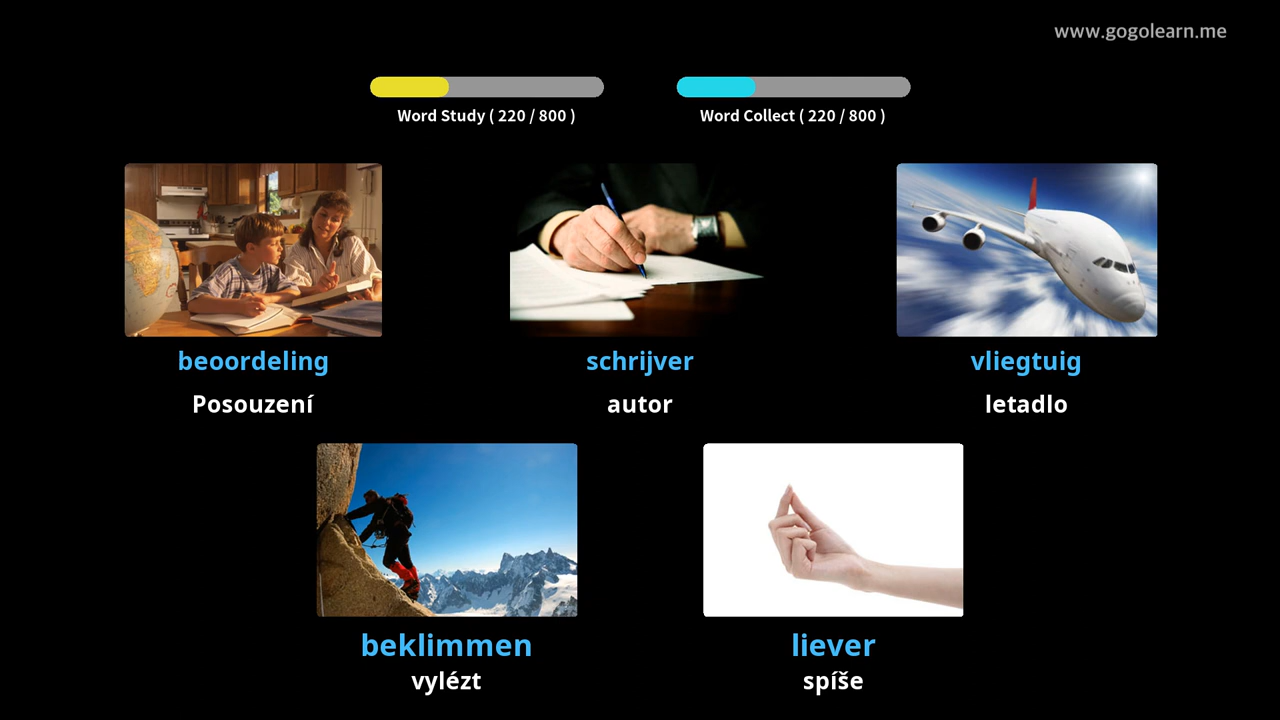 www.gogolearn.me
Word Study ( 220 / 800 )
Word Collect ( 220 / 800 )
beoordeling
Posouzení
schrijver
autor
vliegtuig
letadlo
beklimmen
vylézt
liever
spíše